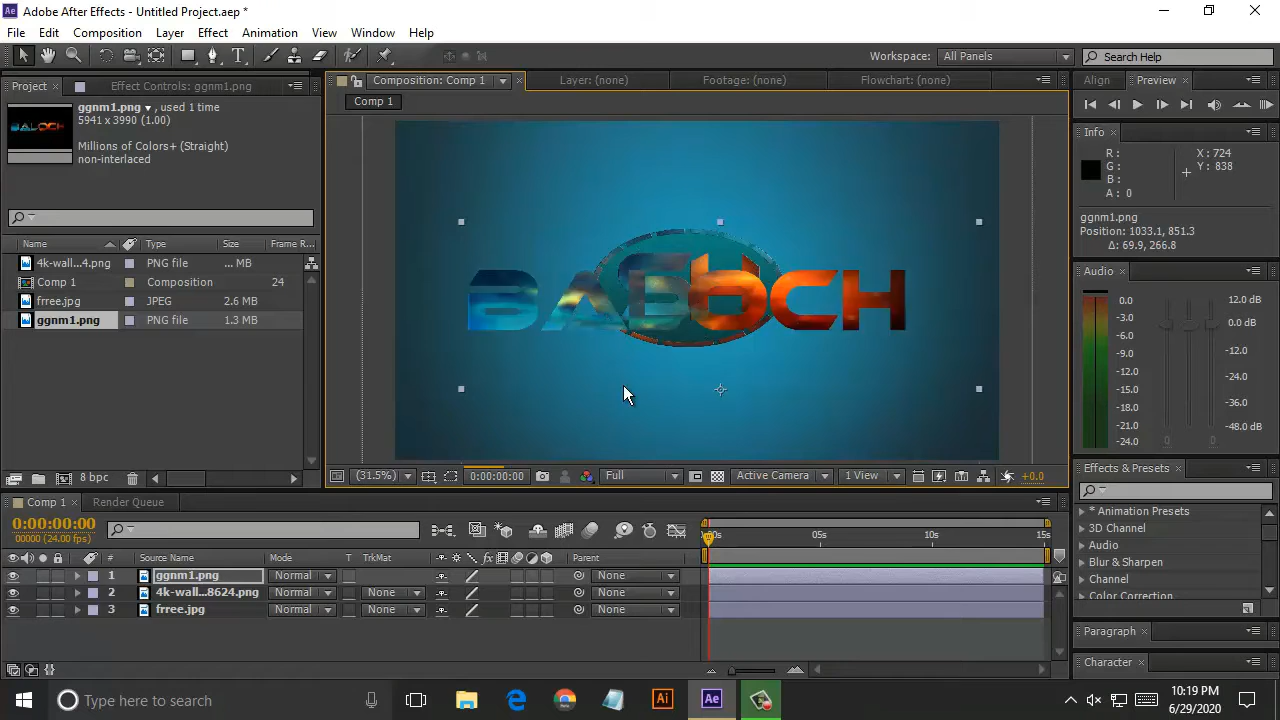 Ae Adobe After Effects - Untitled Project.aep *
File Edit Composition Layer Effect Animation View Window Help
T Workspace: All Panels Search Help
Project × Effect Controls: ggnm1.png Composition: Comp 1 Layer: (none) Footage: (none) Flowchart: (none) Align Preview ×
Comp 1
ggnm1.png ▾ , used 1 time
5941 x 3990 (1.00)
Millions of Colors+ (Straight)
non-interlaced
BALOCH
Name Type Size Frame R...
4k-wall...4.png PNG file ... MB
Comp 1 Composition 24
frree.jpg JPEG 2.6 MB
ggnm1.png PNG file 1.3 MB
8 bpc
(31.5%) 0:00:00:00 Full Active Camera 1 View +0.0
Info ×
R : X : 724
G : Y : 838
B :
A : 0
ggnm1.png
Position: 1033.1, 851.3
Δ: 69.9, 266.8
Audio ×
0.0 12.0 dB
-3.0 0.0 dB
-6.0
-9.0 -12.0
-12.0 -24.0
-15.0
-18.0 -36.0
-21.0
-24.0 -48.0 dB
0 0
Effects & Presets ×
* Animation Presets
3D Channel
Audio
Blur & Sharpen
Channel
Color Correction
Paragraph ×
Character ×
Comp 1 × Render Queue
0:00:00:00
00000 (24.00 fps)
# Source Name Mode T TrkMat fx Parent
05s 10s 15s
1 ggnm1.png Normal None
2 4k-wall...8624.png Normal None None
3 frree.jpg Normal None None
Type here to search Ai Ae
10:19 PM
6/29/2020